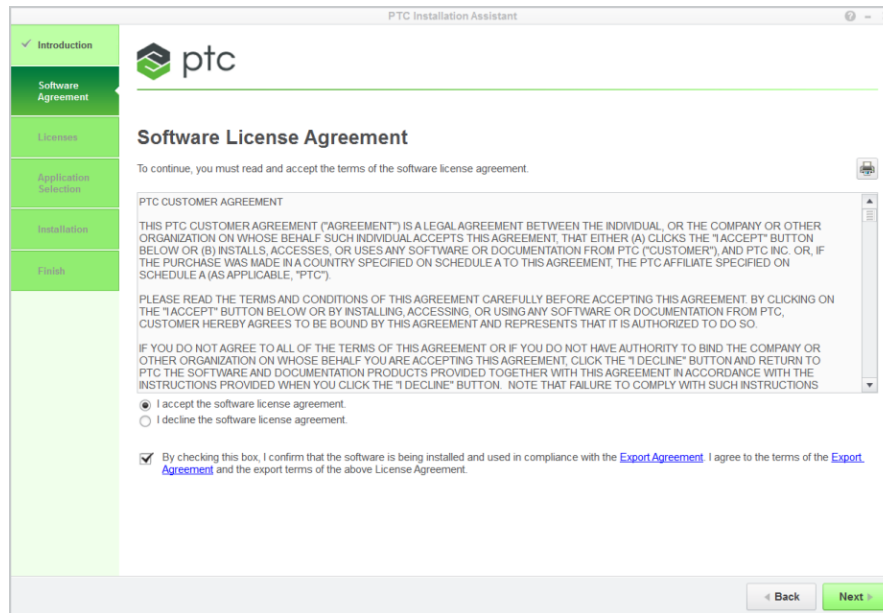 PTC Installation Assistant
Introduction
Software
Agreement
Licenses
Application
Selection
Installation
Finish
ptc
Software License Agreement
To continue, you must read and accept the terms of the software license agreement.
PTC CUSTOMER AGREEMENT
THIS PTC CUSTOMER AGREEMENT ("AGREEMENT") IS A LEGAL AGREEMENT BETWEEN THE INDIVIDUAL, OR THE COMPANY OR OTHER
ORGANIZATION ON WHOSE BEHALF SUCH INDIVIDUAL ACCEPTS THIS AGREEMENT, THAT EITHER (A) CLICKS THE "I ACCEPT" BUTTON
BELOW OR (B) INSTALLS, ACCESSES, OR USES ANY SOFTWARE OR DOCUMENTATION FROM PTC ("CUSTOMER"), AND PTC INC. OR, IF
THE PURCHASE WAS MADE IN A COUNTRY SPECIFIED ON SCHEDULE A TO THIS AGREEMENT, THE PTC AFFILIATE SPECIFIED ON
SCHEDULE A (AS APPLICABLE, "PTC").
PLEASE READ THE TERMS AND CONDITIONS OF THIS AGREEMENT CAREFULLY BEFORE ACCEPTING THIS AGREEMENT. BY CLICKING ON
THE "I ACCEPT" BUTTON BELOW OR BY INSTALLING, ACCESSING, OR USING ANY SOFTWARE OR DOCUMENTATION FROM PTC,
CUSTOMER HEREBY AGREES TO BE BOUND BY THIS AGREEMENT AND REPRESENTS THAT IT IS AUTHORIZED TO DO SO.
IF YOU DO NOT AGREE TO ALL OF THE TERMS OF THIS AGREEMENT OR IF YOU DO NOT HAVE AUTHORITY TO BIND THE COMPANY OR
OTHER ORGANIZATION ON WHOSE BEHALF YOU ARE ACCEPTING THIS AGREEMENT, CLICK THE "I DECLINE" BUTTON AND RETURN TO
PTC THE SOFTWARE AND DOCUMENTATION PRODUCTS PROVIDED TOGETHER WITH THIS AGREEMENT IN ACCORDANCE WITH THE
INSTRUCTIONS PROVIDED WHEN YOU CLICK THE "I DECLINE" BUTTON.  NOTE THAT FAILURE TO COMPLY WITH SUCH INSTRUCTIONS
I accept the software license agreement.
I decline the software license agreement.
By checking this box, I confirm that the software is being installed and used in compliance with the Export Agreement. I agree to the terms of the Export
Agreement and the export terms of the above License Agreement.
Back
Next